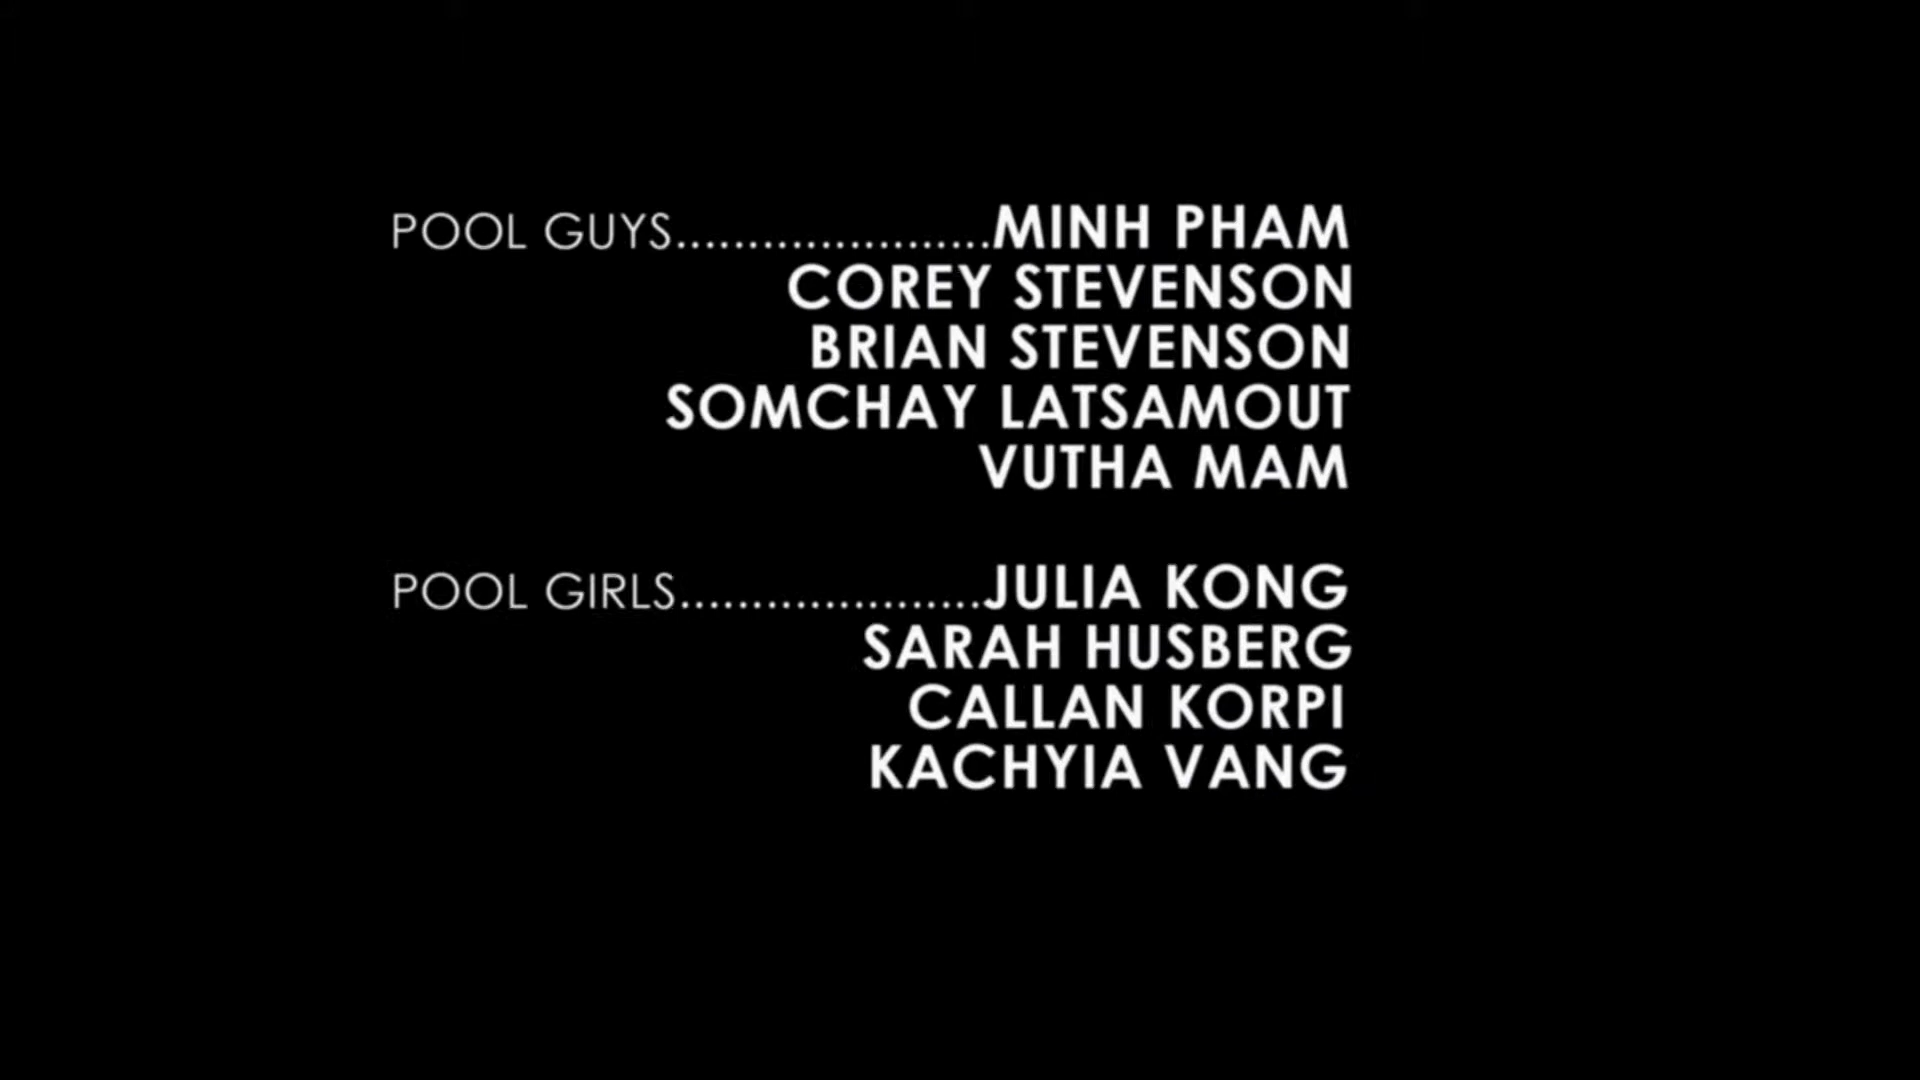 POOL GUYS......................MINH PHAM
COREY STEVENSON
BRIAN STEVENSON
SOMCHAY LATSAMOUT
VUTHA MAM
POOL GIRLS.....................JULIA KONG
SARAH HUSBERG
CALLAN KORPI
KACHYIA VANG